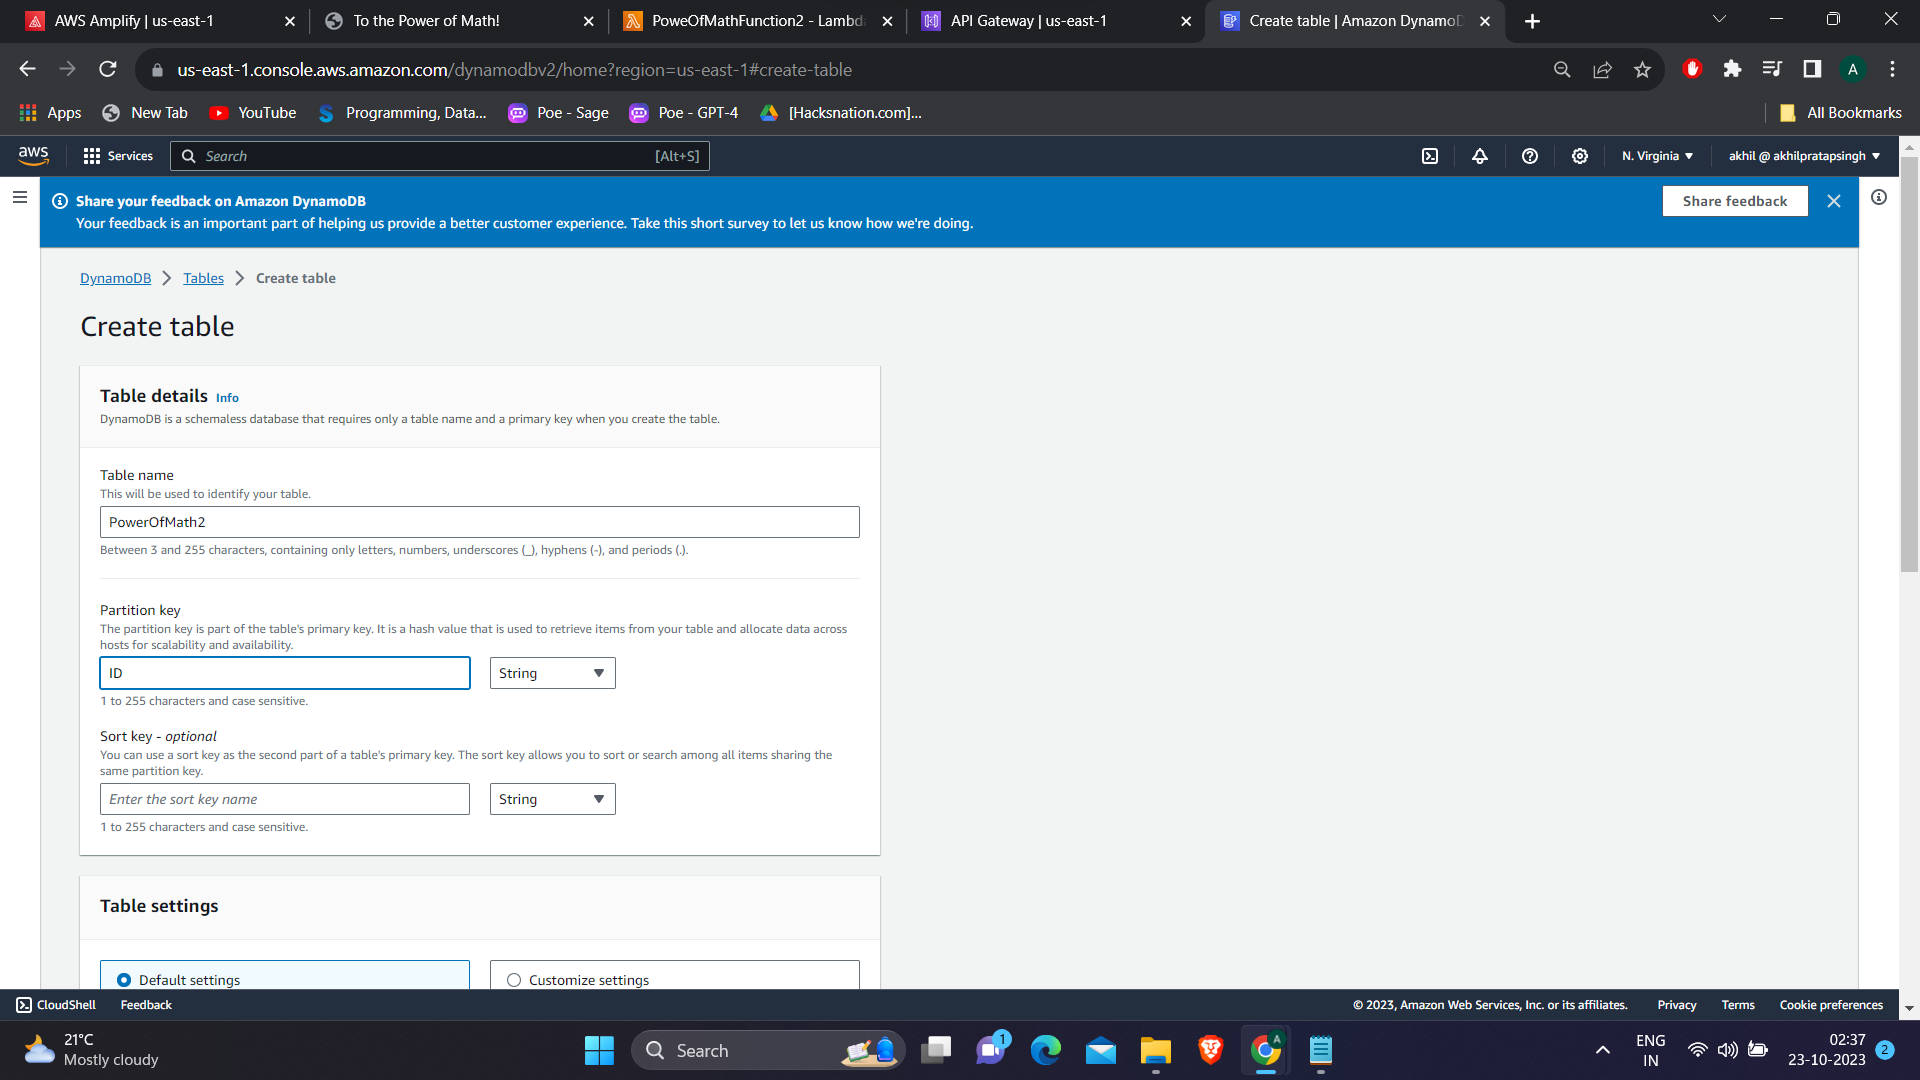 AWS Amplify | us-east-1
To the Power of Math!
PoweOfMathFunction2 - Lambd
API Gateway | us-east-1
Create table | Amazon DynamoD
us-east-1.console.aws.amazon.com/dynamodbv2/home?region=us-east-1#create-table
A
Apps
New Tab
YouTube
Programming, Data...
Poe - Sage
Poe - GPT-4
[Hacksnation.com]...
All Bookmarks
aws
Services
Search
[Alt+S]
N. Virginia
akhil @ akhilpratapsingh
Share your feedback on Amazon DynamoDB
Your feedback is an important part of helping us provide a better customer experience. Take this short survey to let us know how we're doing.
Share feedback
DynamoDB
Tables
Create table
Create table
Table details Info
DynamoDB is a schemaless database that requires only a table name and a primary key when you create the table.
Table name
This will be used to identify your table.
PowerOfMath2
Between 3 and 255 characters, containing only letters, numbers, underscores (_), hyphens (-), and periods (.).
Partition key
The partition key is part of the table's primary key. It is a hash value that is used to retrieve items from your table and allocate data across
hosts for scalability and availability.
ID
String
1 to 255 characters and case sensitive.
Sort key - optional
You can use a sort key as the second part of a table's primary key. The sort key allows you to sort or search among all items sharing the
same partition key.
Enter the sort key name
String
1 to 255 characters and case sensitive.
Table settings
Default settings
Customize settings
CloudShell
Feedback
© 2023, Amazon Web Services, Inc. or its affiliates.
Privacy
Terms
Cookie preferences
21°C
Mostly cloudy
Search
1
A
ENG
IN
02:37
23-10-2023
2